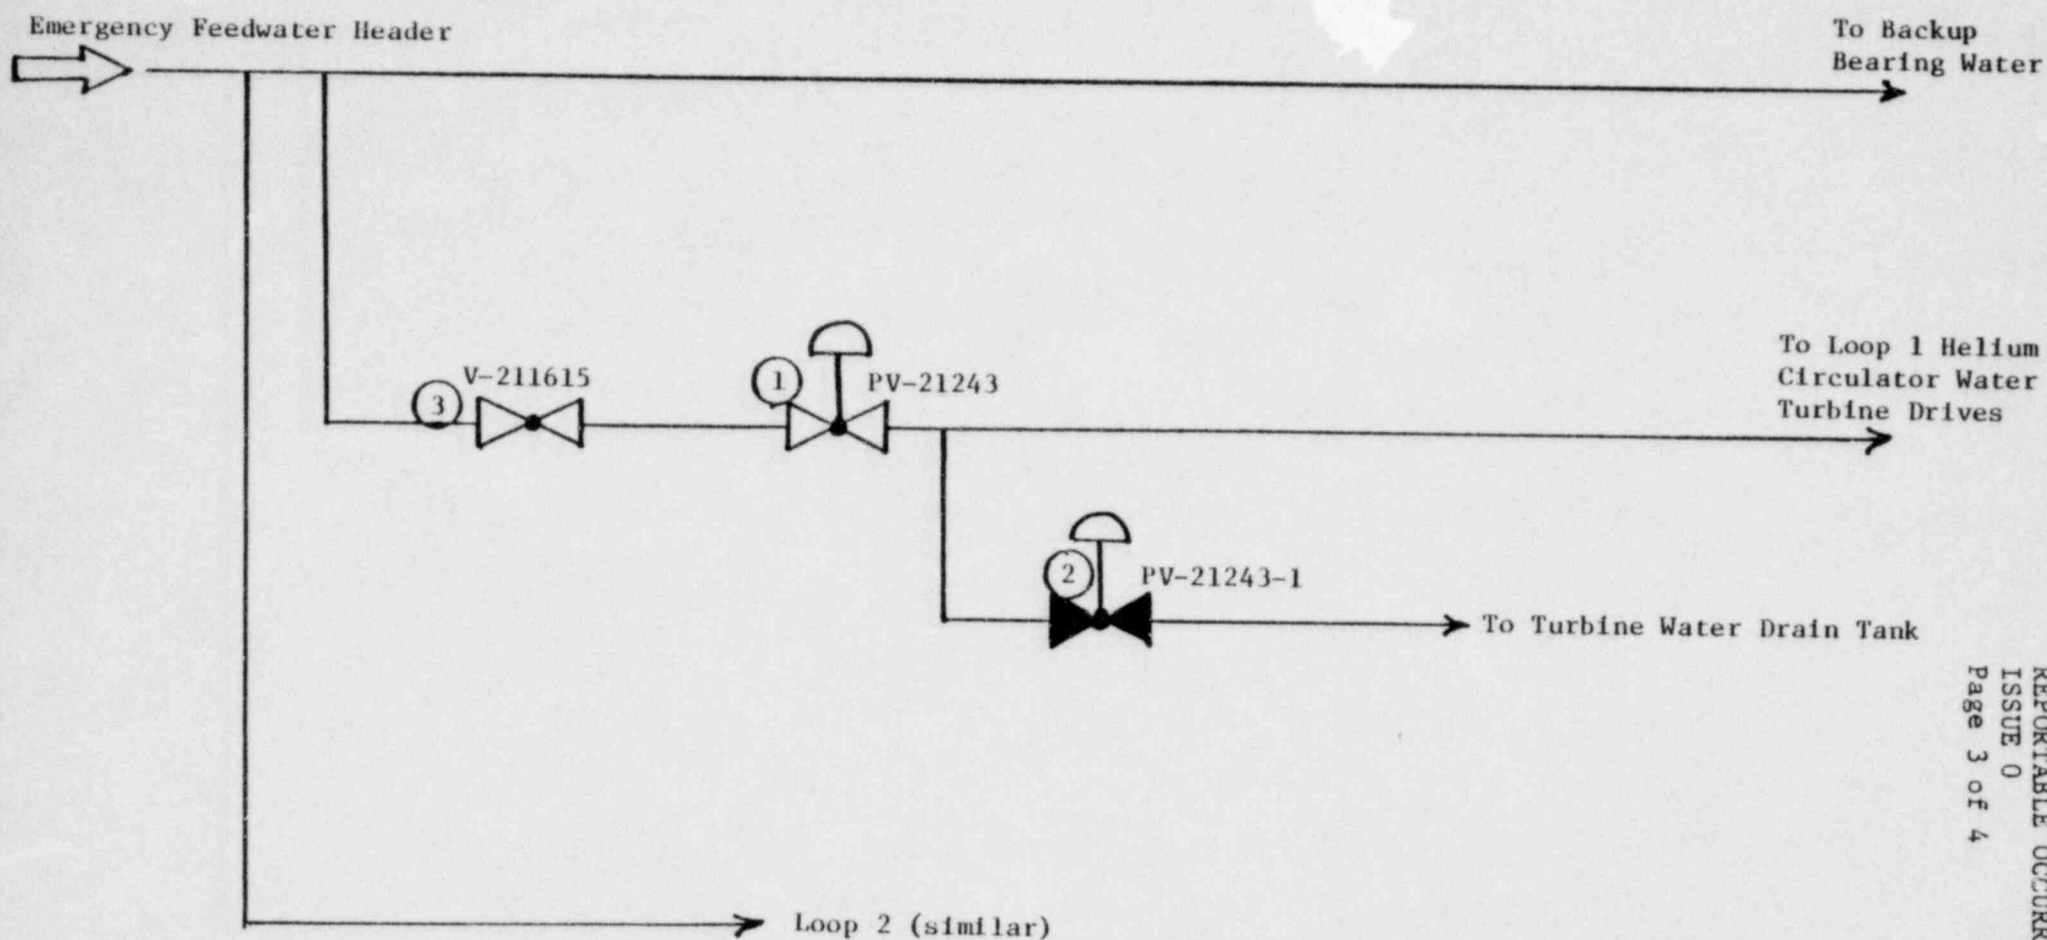 Emergency Feedwater Header
To Backup
Bearing Water
V-211615
3
1
PV-21243
To Loop 1 Helium
Circulator Water
Turbine Drives
2
PV-21243-1
To Turbine Water Drain Tank
Loop 2 (similar)
ISSUE 0
Page 3 of 4